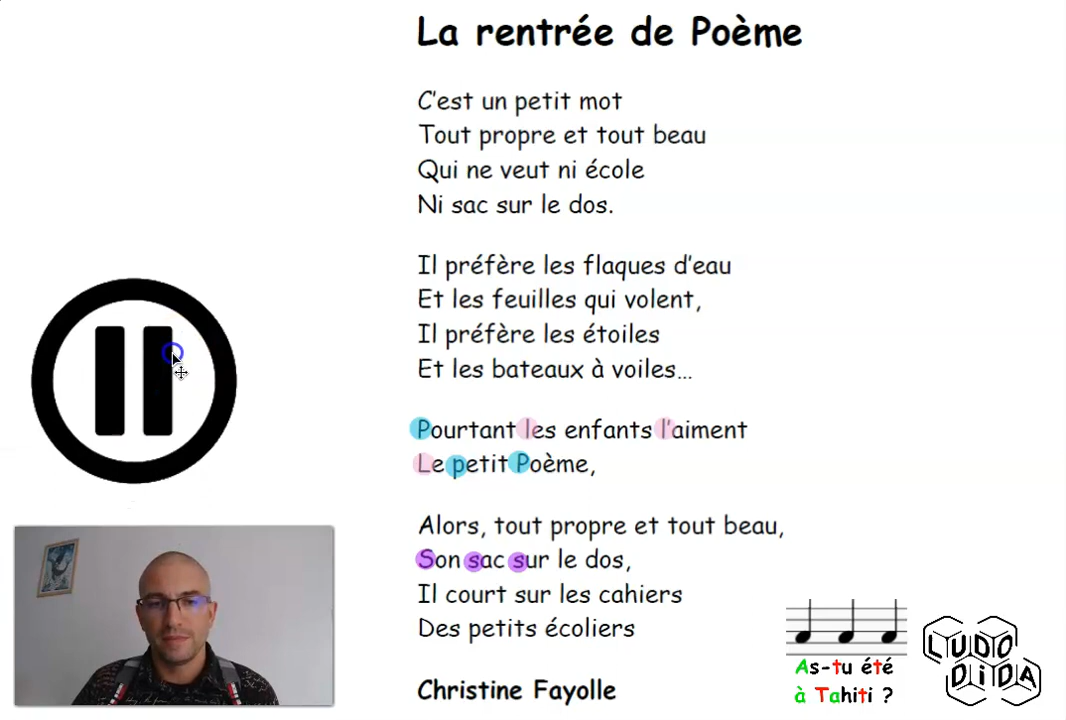 La rentrée de Poème
C'est un petit mot
Tout propre et tout beau
Qui ne veut ni école
Ni sac sur le dos.
Il préfère les flaques d'eau
Et les feuilles qui volent,
Il préfère les étoiles
Et les bateaux à voiles...
Pourtant les enfants l'aiment
Le petit Poème,
Alors, tout propre et tout beau,
Son sac sur le dos,
Il court sur les cahiers
Des petits écoliers
Christine Fayolle
As-tu été
à Tahiti ?
LUDO
DiDA